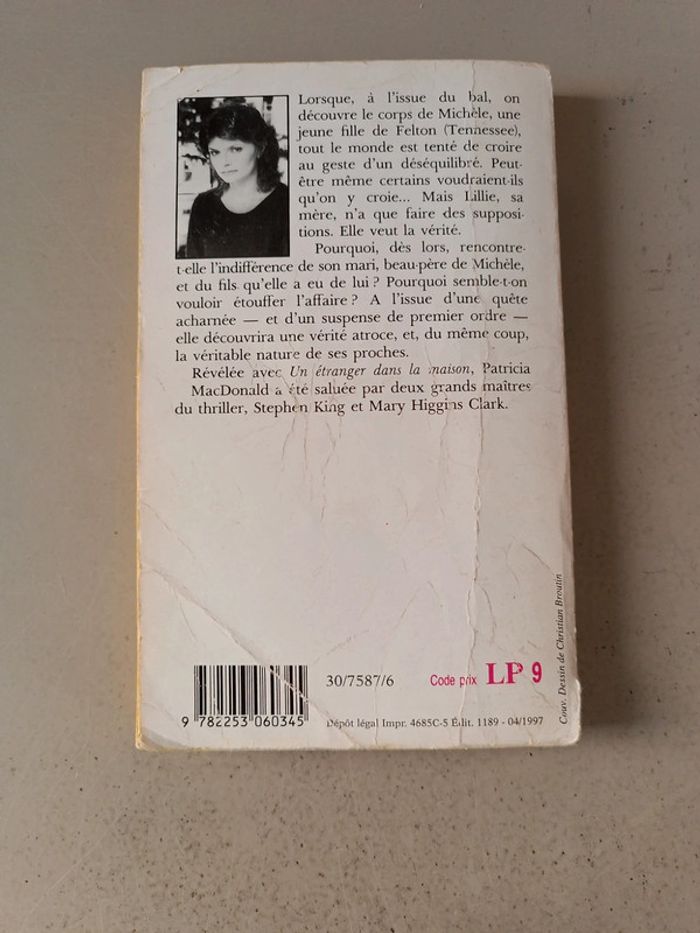 Lorsque, à l'issue du bal, on
découvre le corps de Michèle, une
jeune fille de Felton (Tennessee),
tout le monde est tenté de croire
au geste d'un déséquilibré. Peut-
être même certains voudraient-ils
qu'on y croie... Mais Lillie, sa
mère, n'a que faire des supposi-
tions. Elle veut la vérité.
Pourquoi, dès lors, rencontre-
t-elle l'indifférence de son mari, beau-père de Michèle,
et du fils qu'elle a eu de lui ? Pourquoi semble-t-on
vouloir étouffer l'affaire ? A l'issue d'une quête
acharnée — et d'un suspense de premier ordre —
elle découvrira une vérité atroce, et, du même coup,
la véritable nature de ses proches.
Révélée avec Un étranger dans la maison, Patricia
MacDonald a été saluée par deux grands maîtres
du thriller, Stephen King et Mary Higgins Clark.
Couv. Dessin de Christian Broutin
30/7587/6
Code prix LP 9
9 782253 060345
Dépôt légal Impr. 4685C-5 Édit. 1189 - 04/1997